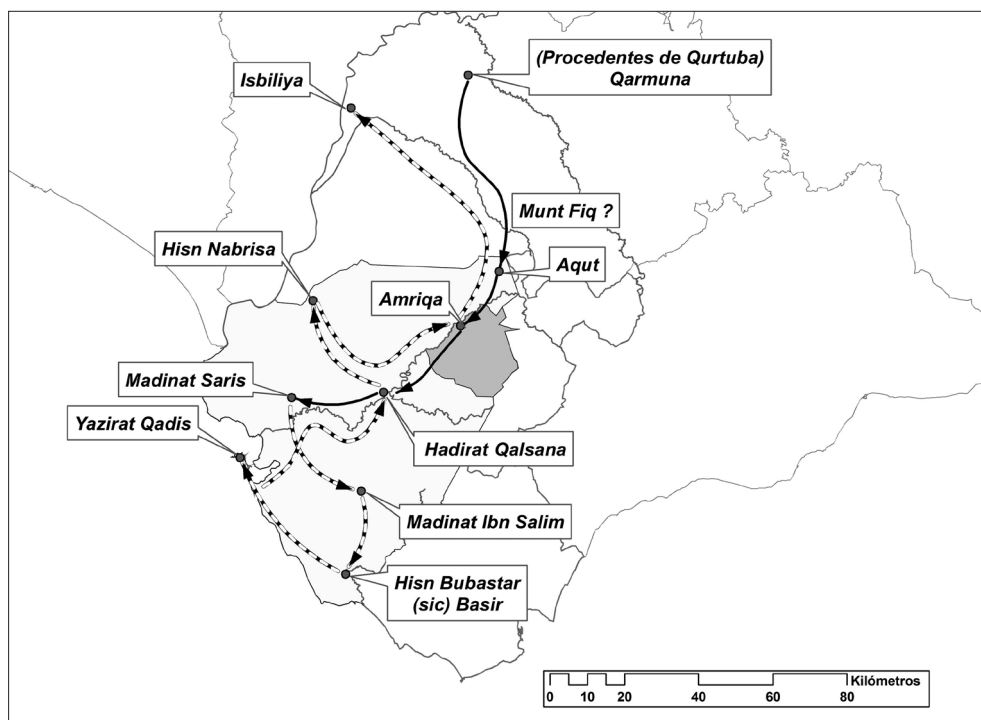 (Procedentes de Qurtuba)
Qarmuna
Isbiliya
Munt Fiq ?
Hisn Nabrisa
Aqut
Amriqa
Madinat Saris
Yazirat Qadis
Hadirat Qalsana
Madinat Ibn Salim
Hisn Bubastar
(sic) Basir
Kilómetros
0 10 20 40 60 80